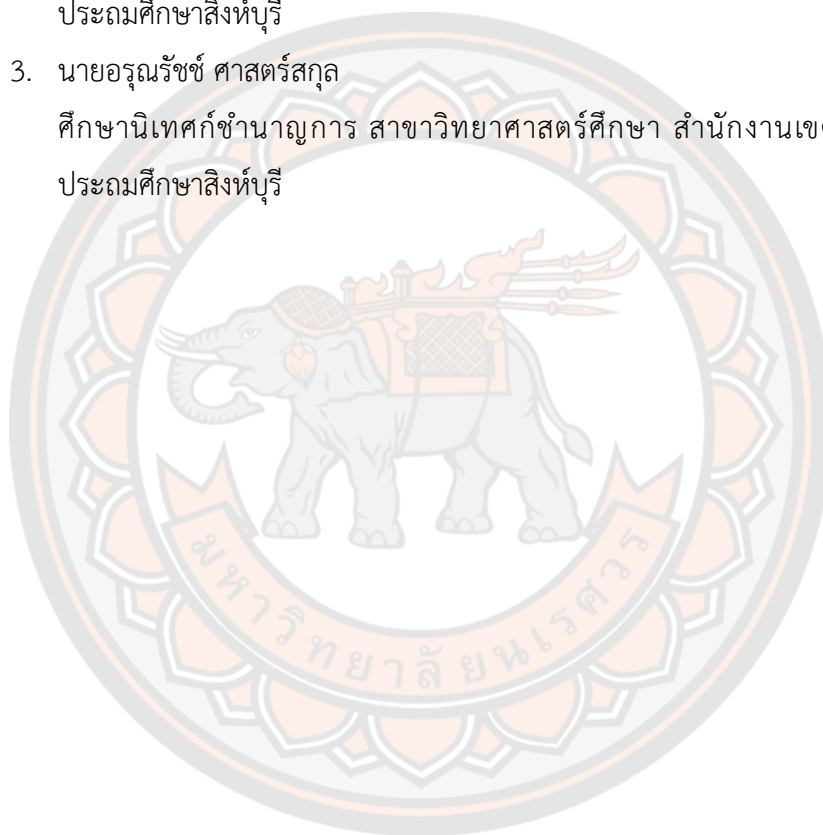 ประถมศึกษาสิงห์บุรี
3. นายอรุณรัชช์ ศาสตร์สกุล
ศึกษานิเทศก์ชำนาญการ สาขาวิทยาศาสตร์ศึกษา สำนักงานเข
ประถมศึกษาสิงห์บุรี
มหาวิทยาลัยนเรศวร